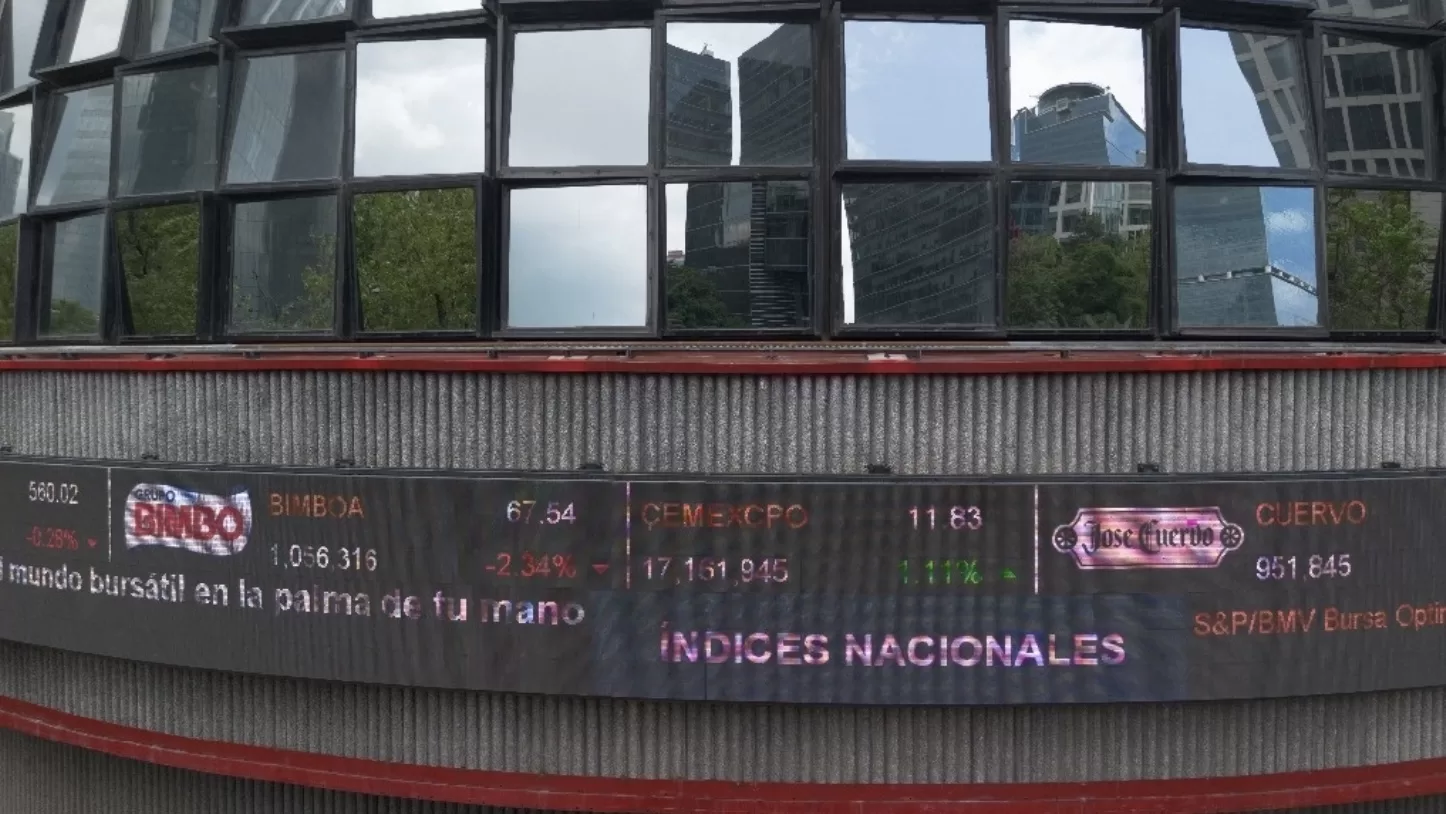 560.02
-0.28%
GRUPO
BIMBO
BIMBOA 67.54
1,056,316 -2.34%
CEMEXCPO 11.83
17,161,945 1.11%
Jose Cuervo
CUERVO
951,845
mundo bursátil en la palma de tu mano
ÍNDICES NACIONALES
S&P/BMV Bursa Opti